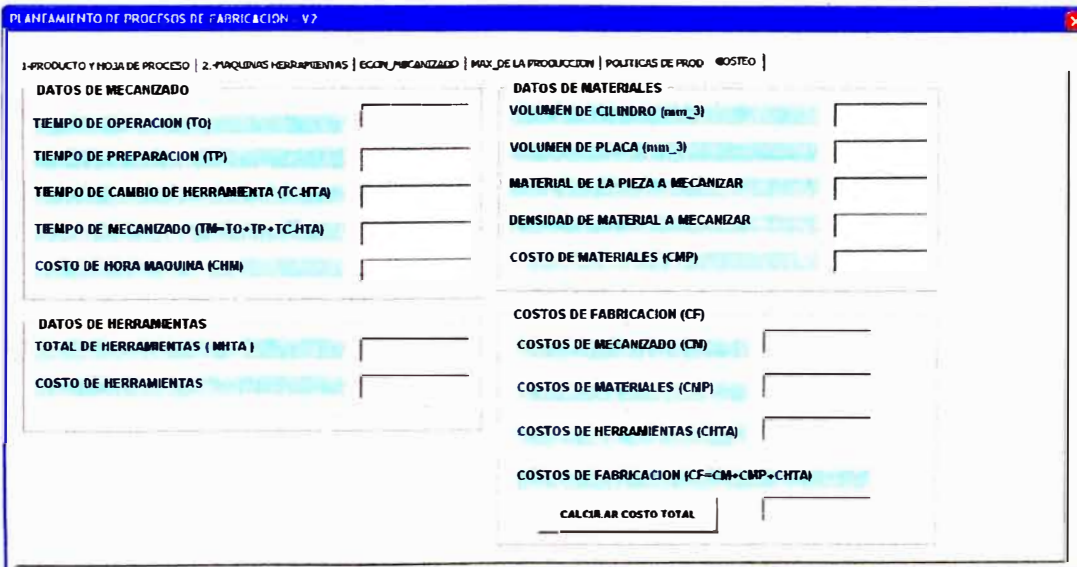 PLANEAMIENTO DE PROCESOS DE FABRICACION - V.2
1-PRODUCTO Y HOJA DE PROCESO | 2.-MAQUINAS HERRAMIENTAS | ECON_MECANIZADO | MAX_DE LA PRODUCCION | POLITICAS DE PROD COSTEO |
DATOS DE MECANIZADO
TIEMPO DE OPERACION (TO)
TIEMPO DE PREPARACION (TP)
TIEMPO DE CAMBIO DE HERRAMIENTA (TC-HTA)
TIEMPO DE MECANIZADO (TM=TO+TP+TC-HTA)
COSTO DE HORA MAQUINA (CHM)
DATOS DE HERRAMIENTAS
TOTAL DE HERRAMIENTAS ( NHTA )
COSTO DE HERRAMIENTAS
DATOS DE MATERIALES
VOLUMEN DE CILINDRO (mm_3)
VOLUMEN DE PLACA (mm_3)
MATERIAL DE LA PIEZA A MECANIZAR
DENSIDAD DE MATERIAL A MECANIZAR
COSTO DE MATERIALES (CMP)
COSTOS DE FABRICACION (CF)
COSTOS DE MECANIZADO (CM)
COSTOS DE MATERIALES (CMP)
COSTOS DE HERRAMIENTAS (CHTA)
COSTOS DE FABRICACION (CF=CM+CMP+CHTA)
CALCULAR COSTO TOTAL